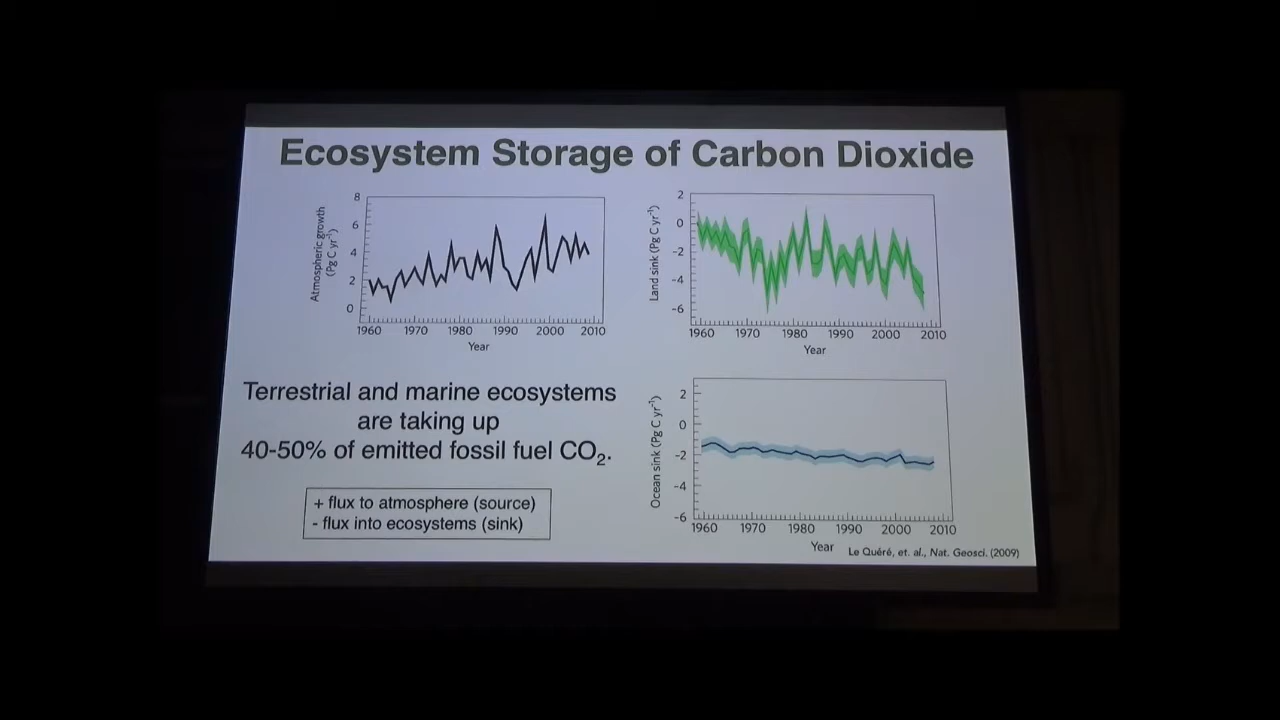 Ecosystem Storage of Carbon Dioxide
Atmospheric growth
(Pg C yr⁻¹)
8
6
4
2
0
1960 1970 1980 1990 2000 2010
Year
Land sink (Pg C yr⁻¹)
2
0
-2
-4
-6
1960 1970 1980 1990 2000 2010
Year
Terrestrial and marine ecosystems
are taking up
40-50% of emitted fossil fuel CO₂.
+ flux to atmosphere (source)
- flux into ecosystems (sink)
Ocean sink (Pg C yr⁻¹)
2
0
-2
-4
-6
1960 1970 1980 1990 2000 2010
Year
Le Quéré, et. al., Nat. Geosci. (2009)